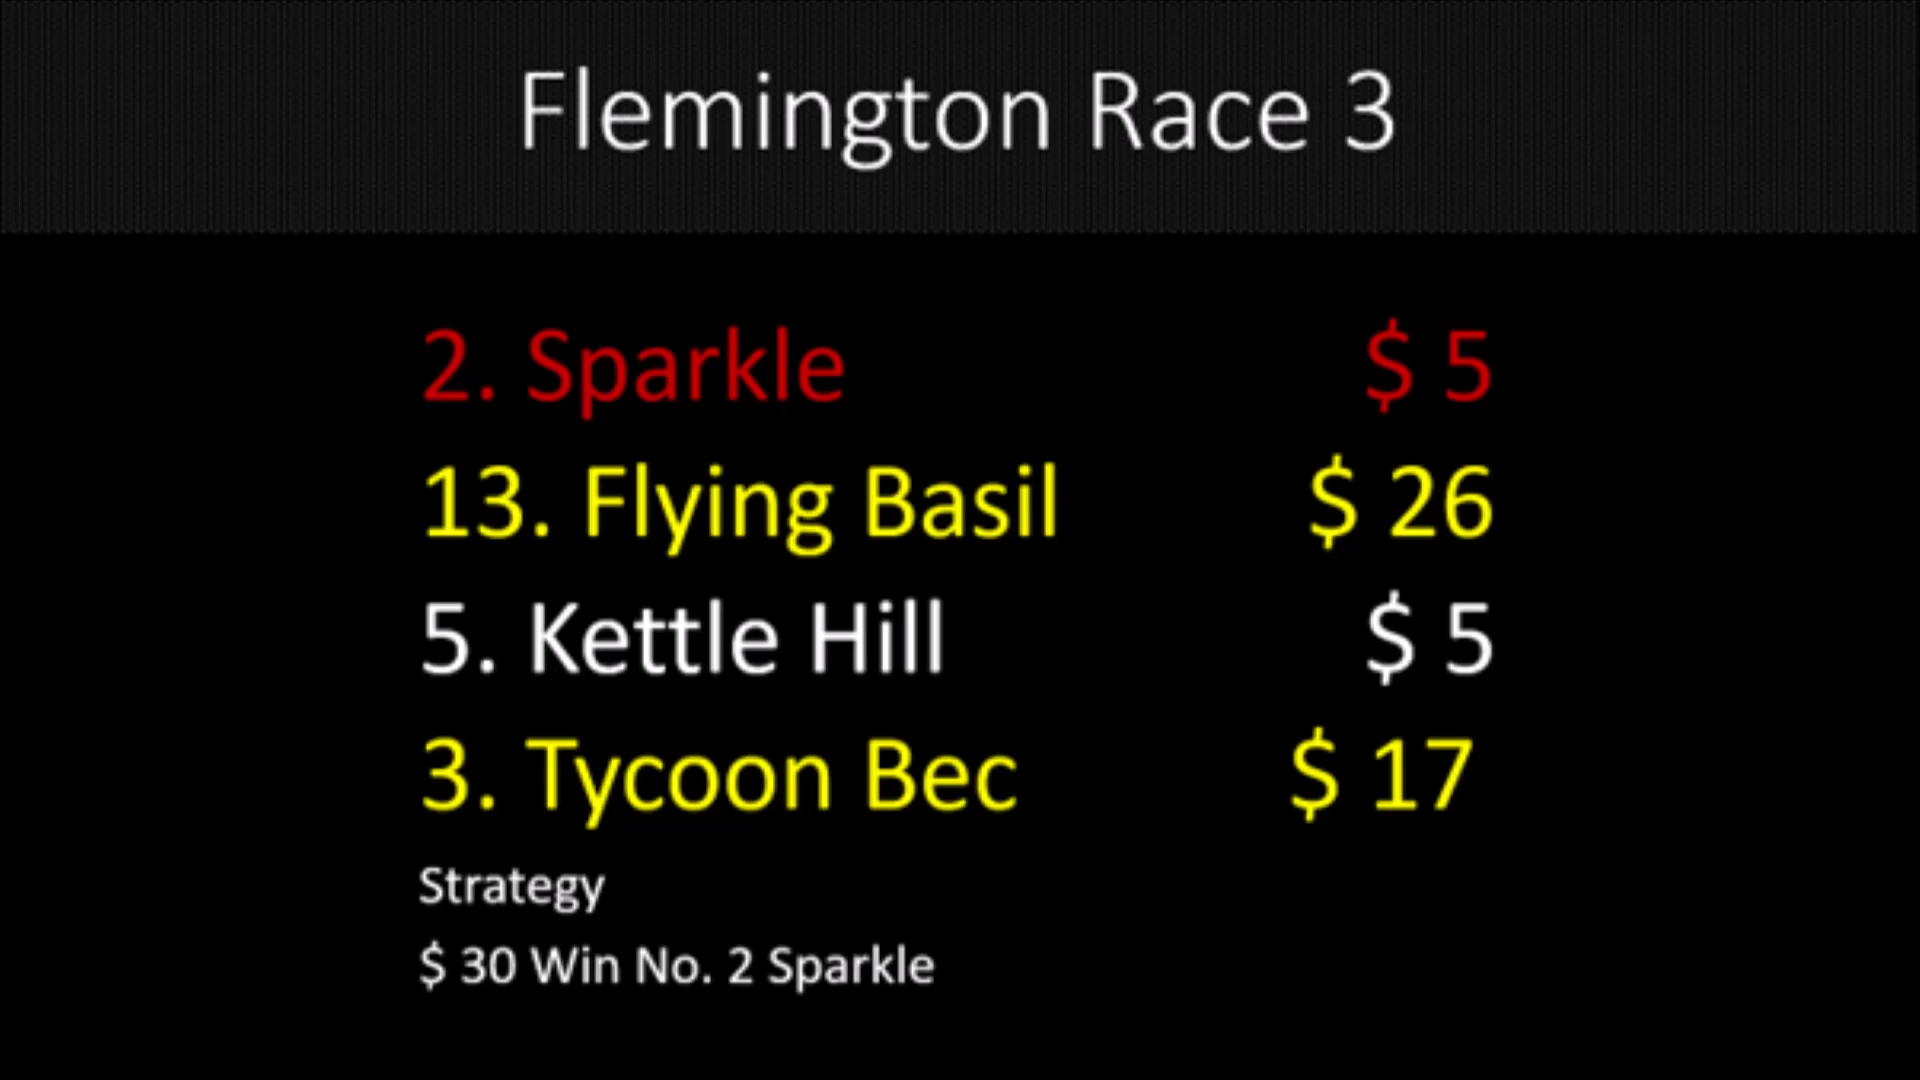 Flemington Race 3
2. Sparkle $ 5
13. Flying Basil $ 26
5. Kettle Hill $ 5
3. Tycoon Bec $ 17
Strategy
$ 30 Win No. 2 Sparkle